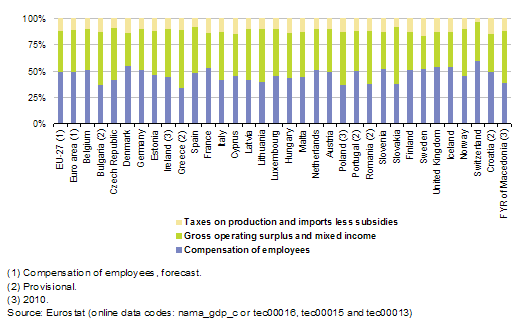 100%
75%
50%
25%
0%
EU-27 (1)
Euro area (1)
Belgium
Bulgaria (2)
Czech Republic
Denmark
Germany
Estonia
Ireland (3)
Greece (2)
Spain
France
Italy
Cyprus
Latvia
Lithuania
Luxembourg
Hungary
Malta
Netherlands
Austria
Poland (3)
Portugal (2)
Romania (2)
Slovenia
Slovakia
Finland
Sweden
United Kingdom
Iceland
Norway
Switzerland
Croatia (2)
FYR of Macedonia (3)
Taxes on production and imports less subsidies
Gross operating surplus and mixed income
Compensation of employees
(1) Compensation of employees, forecast.
(2) Provisional.
(3) 2010.
Source: Eurostat (online data codes: nama_gdp_c or tec00016, tec00015 and tec00013)